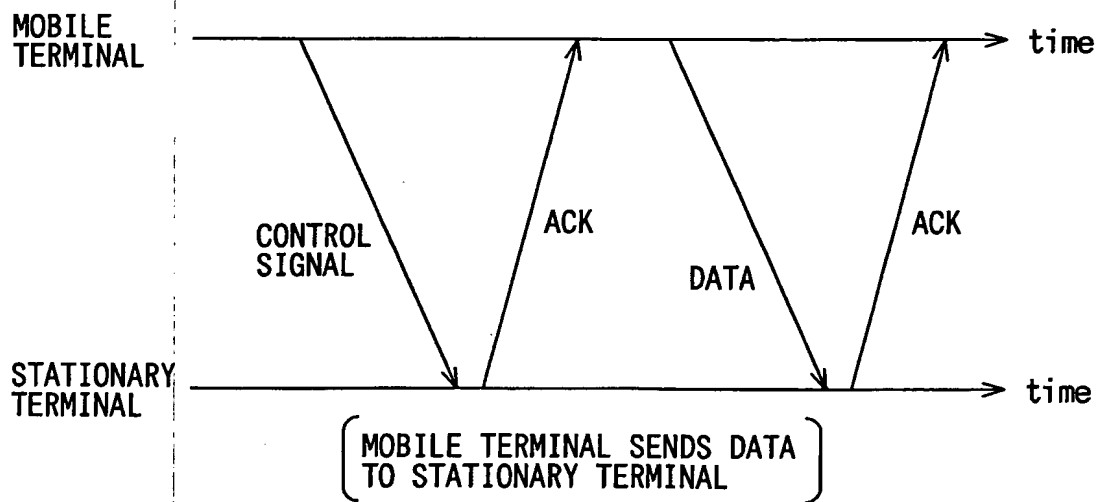 MOBILE
TERMINAL
time
CONTROL
SIGNAL
ACK
DATA
ACK
STATIONARY
TERMINAL
time
MOBILE TERMINAL SENDS DATA
TO STATIONARY TERMINAL